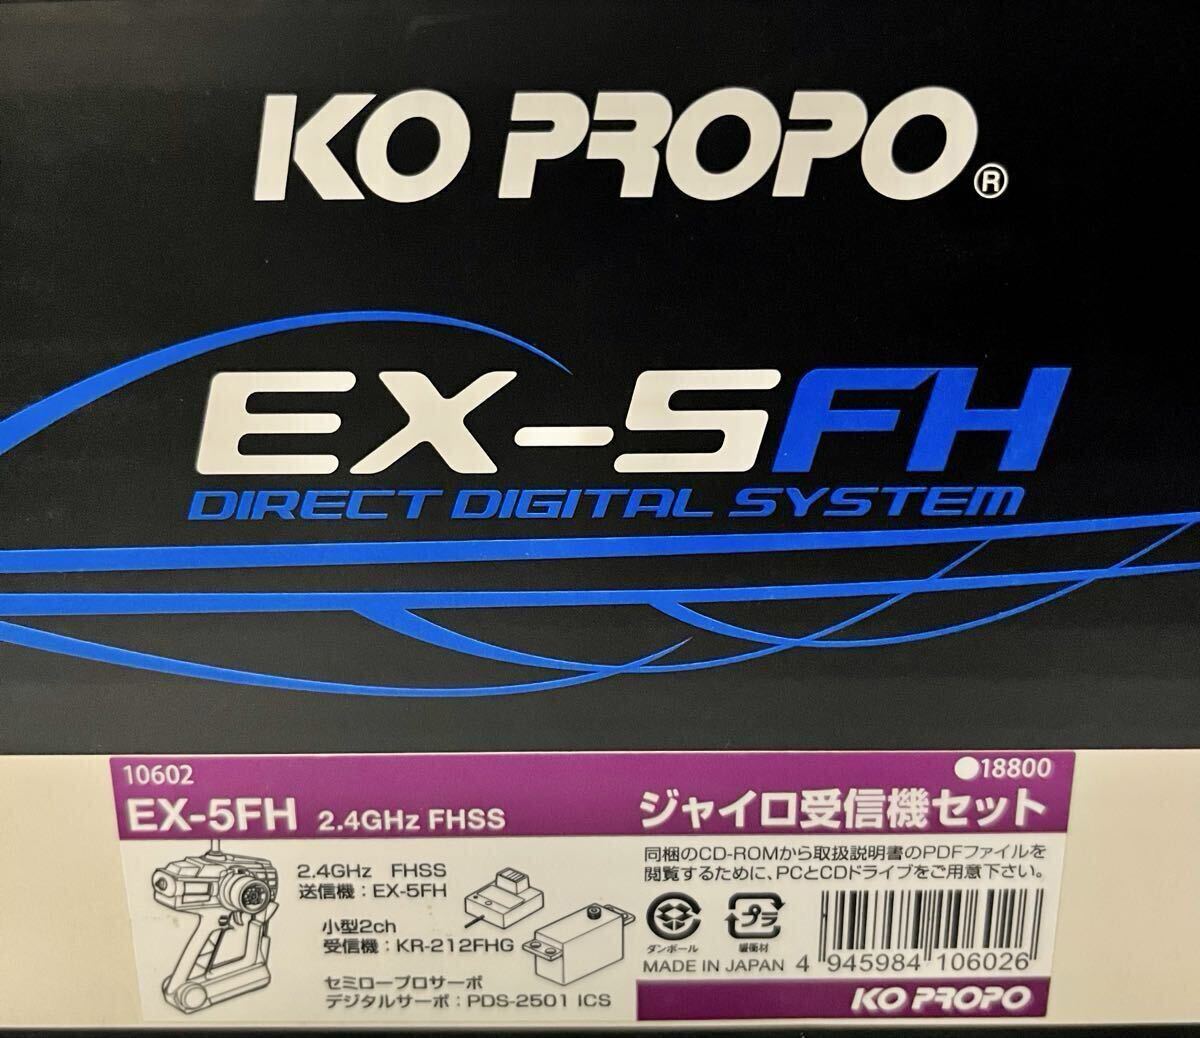 KO PROPO®
EX-5FH
DIRECT DIGITAL SYSTEM
10602
●18800
EX-5FH 2.4GHz FHSS
ジャイロ受信機セット
2.4GHz FHSS
送信機：EX-5FH
小型2ch
受信機：KR-212FHG
セミロープロサーボ
デジタルサーボ：PDS-2501 ICS
同梱のCD-ROMから取扱説明書のPDFファイルを
閲覧するために、PCとCDドライブをご用意下さい。
プラ
ダンボール
緩衝材
MADE IN JAPAN
4 945984 106026
KO PROPO